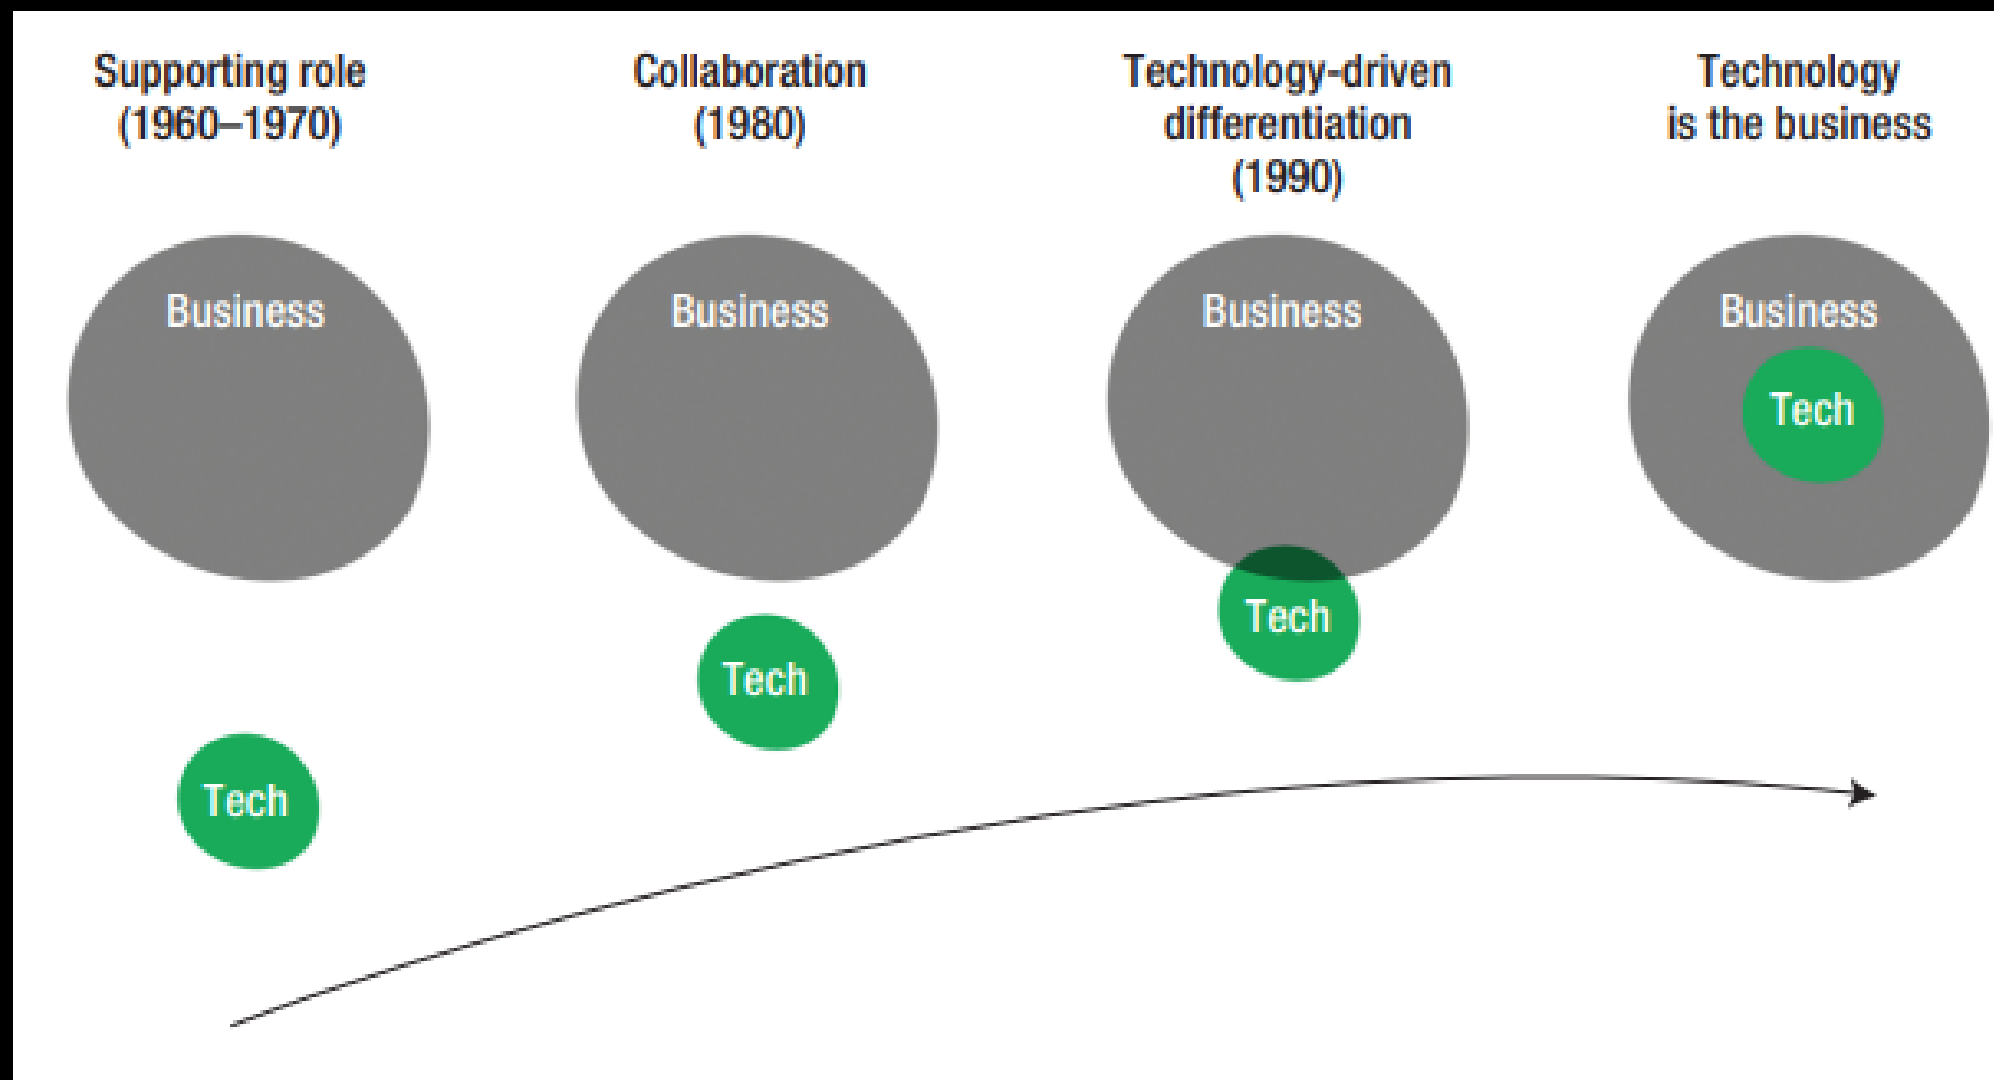 Supporting role
(1960–1970)
Collaboration
(1980)
Technology-driven
differentiation
(1990)
Technology
is the business
Business
Business
Business
Business
Tech
Tech
Tech
Tech